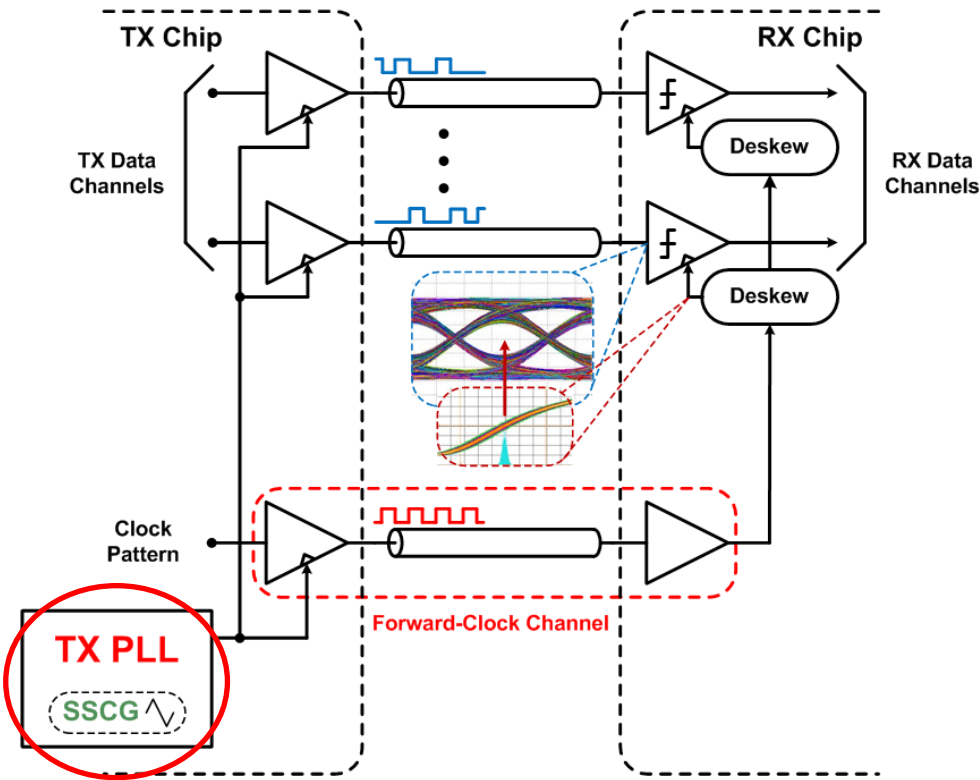 TX Chip
RX Chip
TX Data
Channels
Deskew
RX Data
Channels
Deskew
Clock
Pattern
Forward-Clock Channel
TX PLL
SSCG